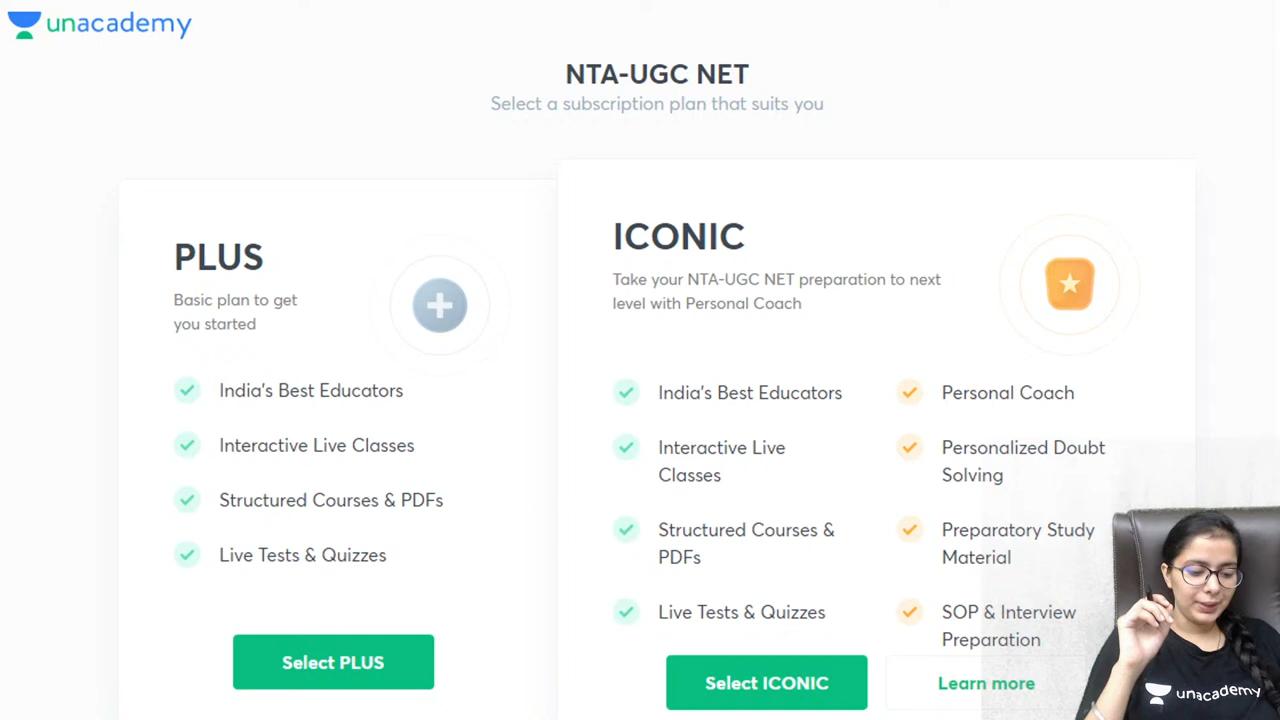 unacademy
NTA-UGC NET
Select a subscription plan that suits you
PLUS
Basic plan to get
you started
India's Best Educators
Interactive Live Classes
Structured Courses & PDFs
Live Tests & Quizzes
Select PLUS
ICONIC
Take your NTA-UGC NET preparation to next
level with Personal Coach
India's Best Educators
Interactive Live
Classes
Structured Courses &
PDFs
Live Tests & Quizzes
Personal Coach
Personalized Doubt
Solving
Preparatory Study
Material
SOP & Interview
Preparation
Select ICONIC
Learn more
unacademy